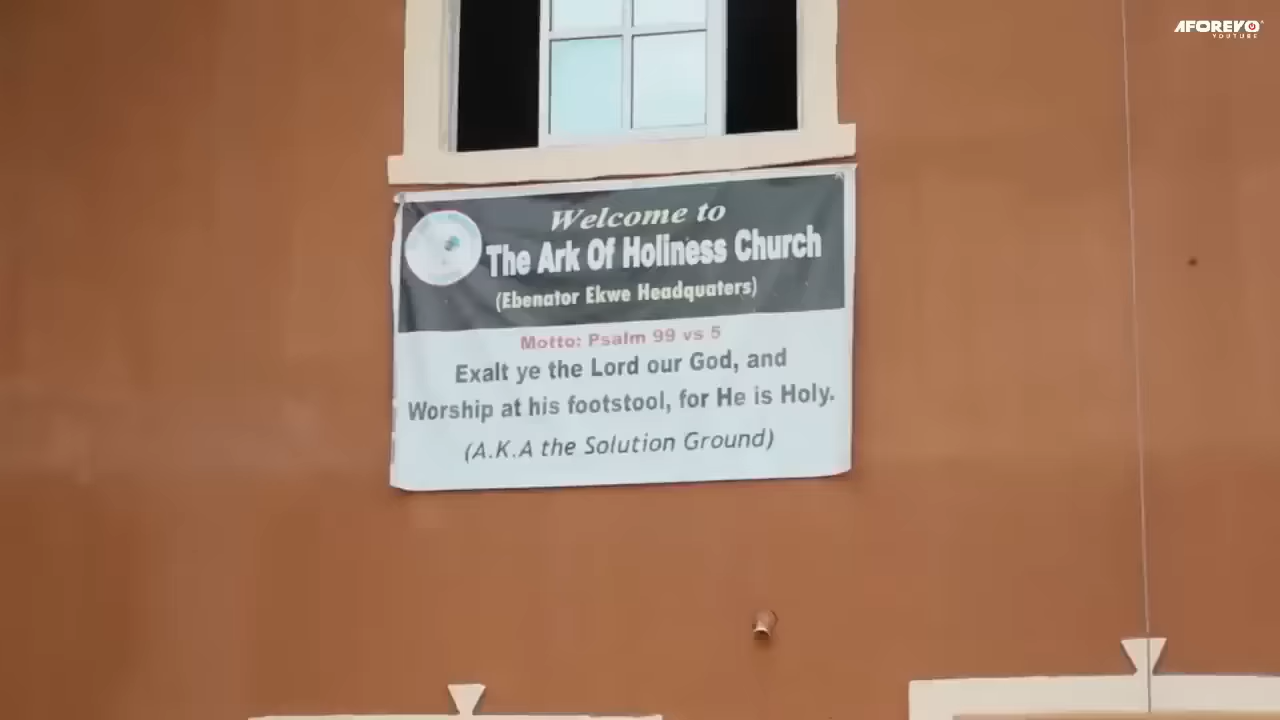 AFOREVO
YOUTUBE
Welcome to
The Ark Of Holiness Church
(Ebenator Ekwe Headquaters)
Motto: Psalm 99 vs 5
Exalt ye the Lord our God, and
Worship at his footstool, for He is Holy.
(A.K.A the Solution Ground)